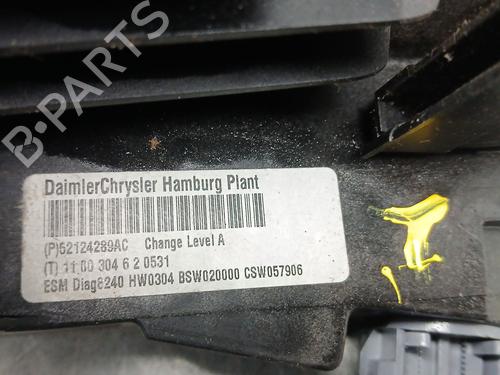 B-PARTS
DaimlerChrysler Hamburg Plant
(P)52124289AC Change Level A
(T) 11 00 304 6 2 0531
ESM Diag8240 HW0304 BSW020000 CSW057906